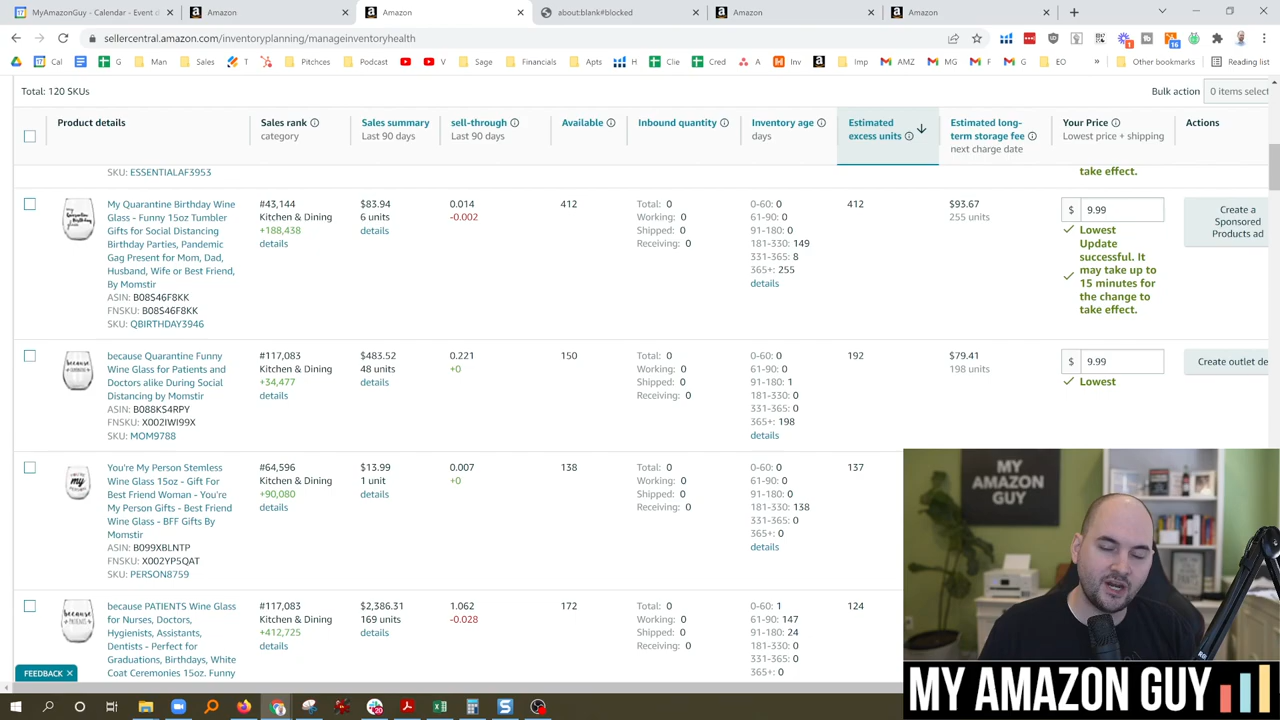 MyAmazonGuy - Calendar - Event d
Amazon
Amazon
about:blank#blocked
Amazon
Amazon
sellercentral.amazon.com/inventoryplanning/manageinventoryhealth
1
16
Cal
G
Man
Sales
T
Pitchces
Podcast
V
Sage
Financials
Apts
H
Clie
Cred
A
Inv
Imp
AMZ
MG
F
G
EO
»
Other bookmarks
Reading list
Total: 120 SKUs
Bulk action
0 items select
Product details
Sales rank
category
Sales summary
Last 90 days
sell-through
Last 90 days
Available
Inbound quantity
Inventory age
days
Estimated
excess units
Estimated long-
term storage fee
next charge date
Your Price
Lowest price + shipping
Actions
SKU: ESSENTIALAF3953
take effect.
My Quarantine Birthday Wine
Glass - Funny 15oz Tumbler
Gifts for Social Distancing
Birthday Parties, Pandemic
Gag Present for Mom, Dad,
Husband, Wife or Best Friend,
By Momstir
ASIN: B08S46F8KK
FNSKU: B08S46F8KK
SKU: QBIRTHDAY3946
#43,144
Kitchen & Dining
+188,438
details
$83.94
6 units
details
0.014
-0.002
412
Total: 0
Working: 0
Shipped: 0
Receiving: 0
0-60: 0
61-90: 0
91-180: 0
181-330: 149
331-365: 8
365+: 255
details
412
$93.67
255 units
$ 9.99
Lowest
Update
successful. It
may take up to
15 minutes for
the change to
take effect.
Create a
Sponsored
Products ad
because Quarantine Funny
Wine Glass for Patients and
Doctors alike During Social
Distancing by Momstir
ASIN: B088KS4RPY
FNSKU: X002IWI99X
SKU: MOM9788
#117,083
Kitchen & Dining
+34,477
details
$483.52
48 units
details
0.221
+0
150
Total: 0
Working: 0
Shipped: 0
Receiving: 0
0-60: 0
61-90: 0
91-180: 1
181-330: 0
331-365: 0
365+: 198
details
192
$79.41
198 units
$ 9.99
Lowest
Create outlet de
You're My Person Stemless
Wine Glass 15oz - Gift For
Best Friend Woman - You're
My Person Gifts - Best Friend
Wine Glass - BFF Gifts By
Momstir
ASIN: B099XBLNTP
FNSKU: X002YP5QAT
SKU: PERSON8759
#64,596
Kitchen & Dining
+90,080
details
$13.99
1 unit
details
0.007
+0
138
Total: 0
Working: 0
Shipped: 0
Receiving: 0
0-60: 0
61-90: 0
91-180: 0
181-330: 138
331-365: 0
365+: 0
details
137
because PATIENTS Wine Glass
for Nurses, Doctors,
Hygienists, Assistants,
Dentists - Perfect for
Graduations, Birthdays, White
Coat Ceremonies 15oz. Funny
#117,083
Kitchen & Dining
+412,725
details
$2,386.31
169 units
details
1.062
-0.028
172
Total: 0
Working: 0
Shipped: 0
Receiving: 0
0-60: 1
61-90: 147
91-180: 24
181-330: 0
331-365: 0
365+: 0
124
FEEDBACK
MY
AMAZON
GUY
MY AMAZON GUY